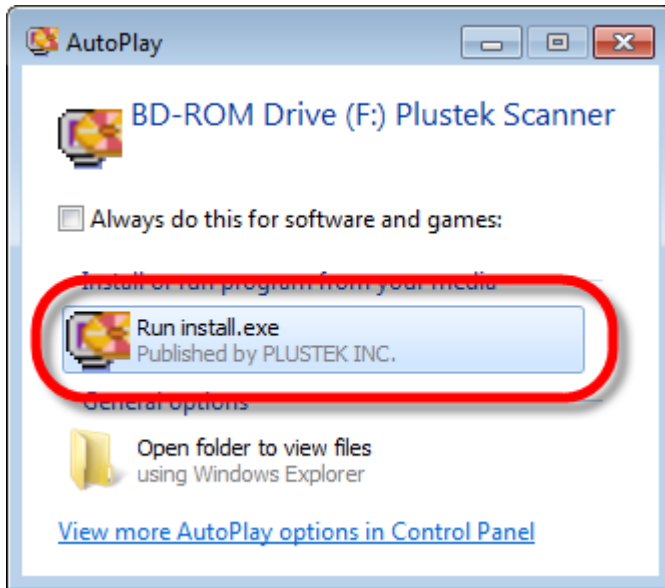 AutoPlay
BD-ROM Drive (F:) Plustek Scanner
Always do this for software and games:
Install or run program from your media
Run install.exe
Published by PLUSTEK INC.
General options
Open folder to view files
using Windows Explorer
View more AutoPlay options in Control Panel